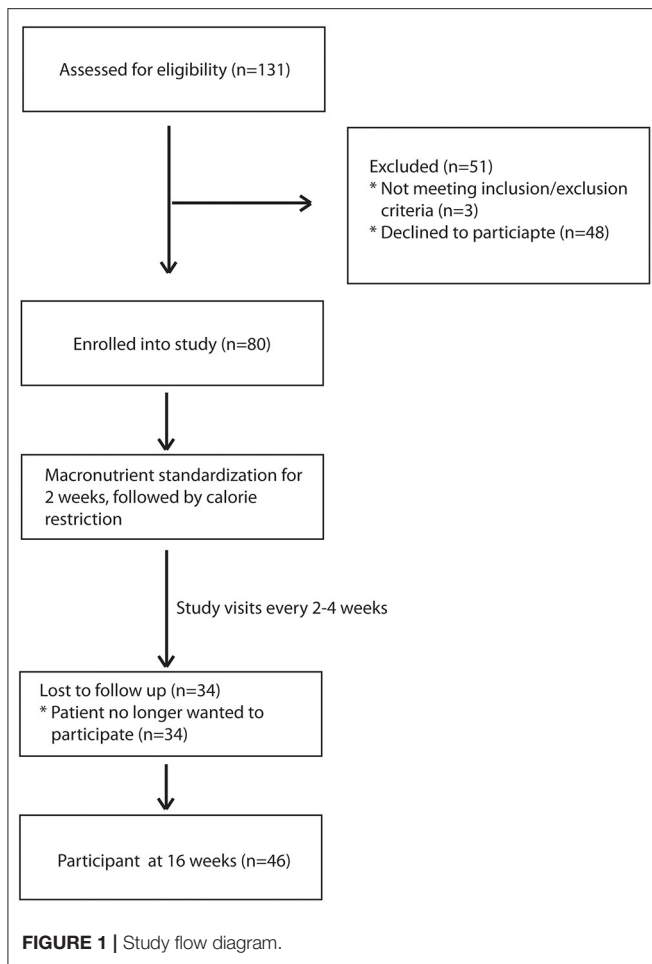 Assessed for eligibility (n=131)
Excluded (n=51)
* Not meeting inclusion/exclusion
criteria (n=3)
* Declined to particiapte (n=48)
Enrolled into study (n=80)
Macronutrient standardization for
2 weeks, followed by calorie
restriction
Study visits every 2-4 weeks
Lost to follow up (n=34)
* Patient no longer wanted to
participate (n=34)
Participant at 16 weeks (n=46)
FIGURE 1 | Study flow diagram.